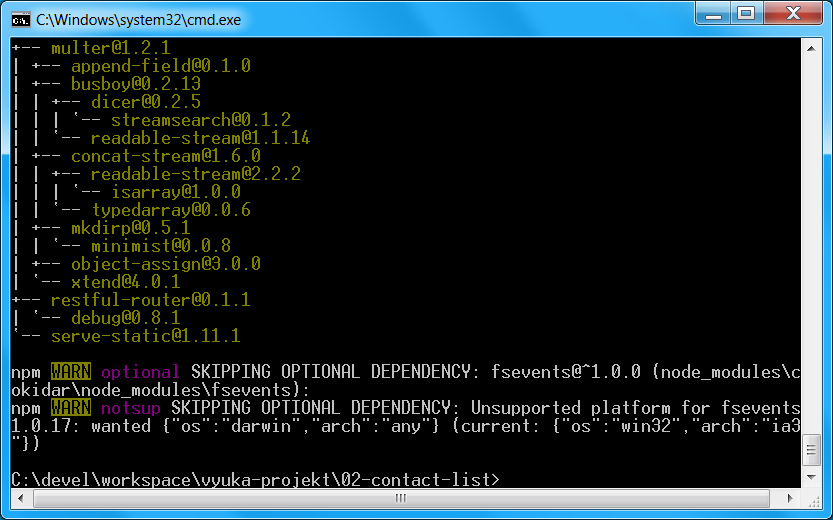 C:\Windows\system32\cmd.exe
+-- multer@1.2.1
| +-- append-field@0.1.0
| +-- busboy@0.2.13
| | +-- dicer@0.2.5
| | | `-- streamsearch@0.1.2
| | `-- readable-stream@1.1.14
| +-- concat-stream@1.6.0
| | +-- readable-stream@2.2.2
| | | `-- isarray@1.0.0
| | `-- typedarray@0.0.6
| +-- mkdirp@0.5.1
| | `-- minimist@0.0.8
| +-- object-assign@3.0.0
| `-- xtend@4.0.1
+-- restful-router@0.1.1
| `-- debug@0.8.1
`-- serve-static@1.11.1
npm WARN optional SKIPPING OPTIONAL DEPENDENCY: fsevents@^1.0.0 (node_modules\c
okidar\node_modules\fsevents):
npm WARN notsup SKIPPING OPTIONAL DEPENDENCY: Unsupported platform for fsevents
1.0.17: wanted {"os":"darwin","arch":"any"} (current: {"os":"win32","arch":"ia3
"})
C:\devel\workspace\vyuka-projekt\02-contact-list>